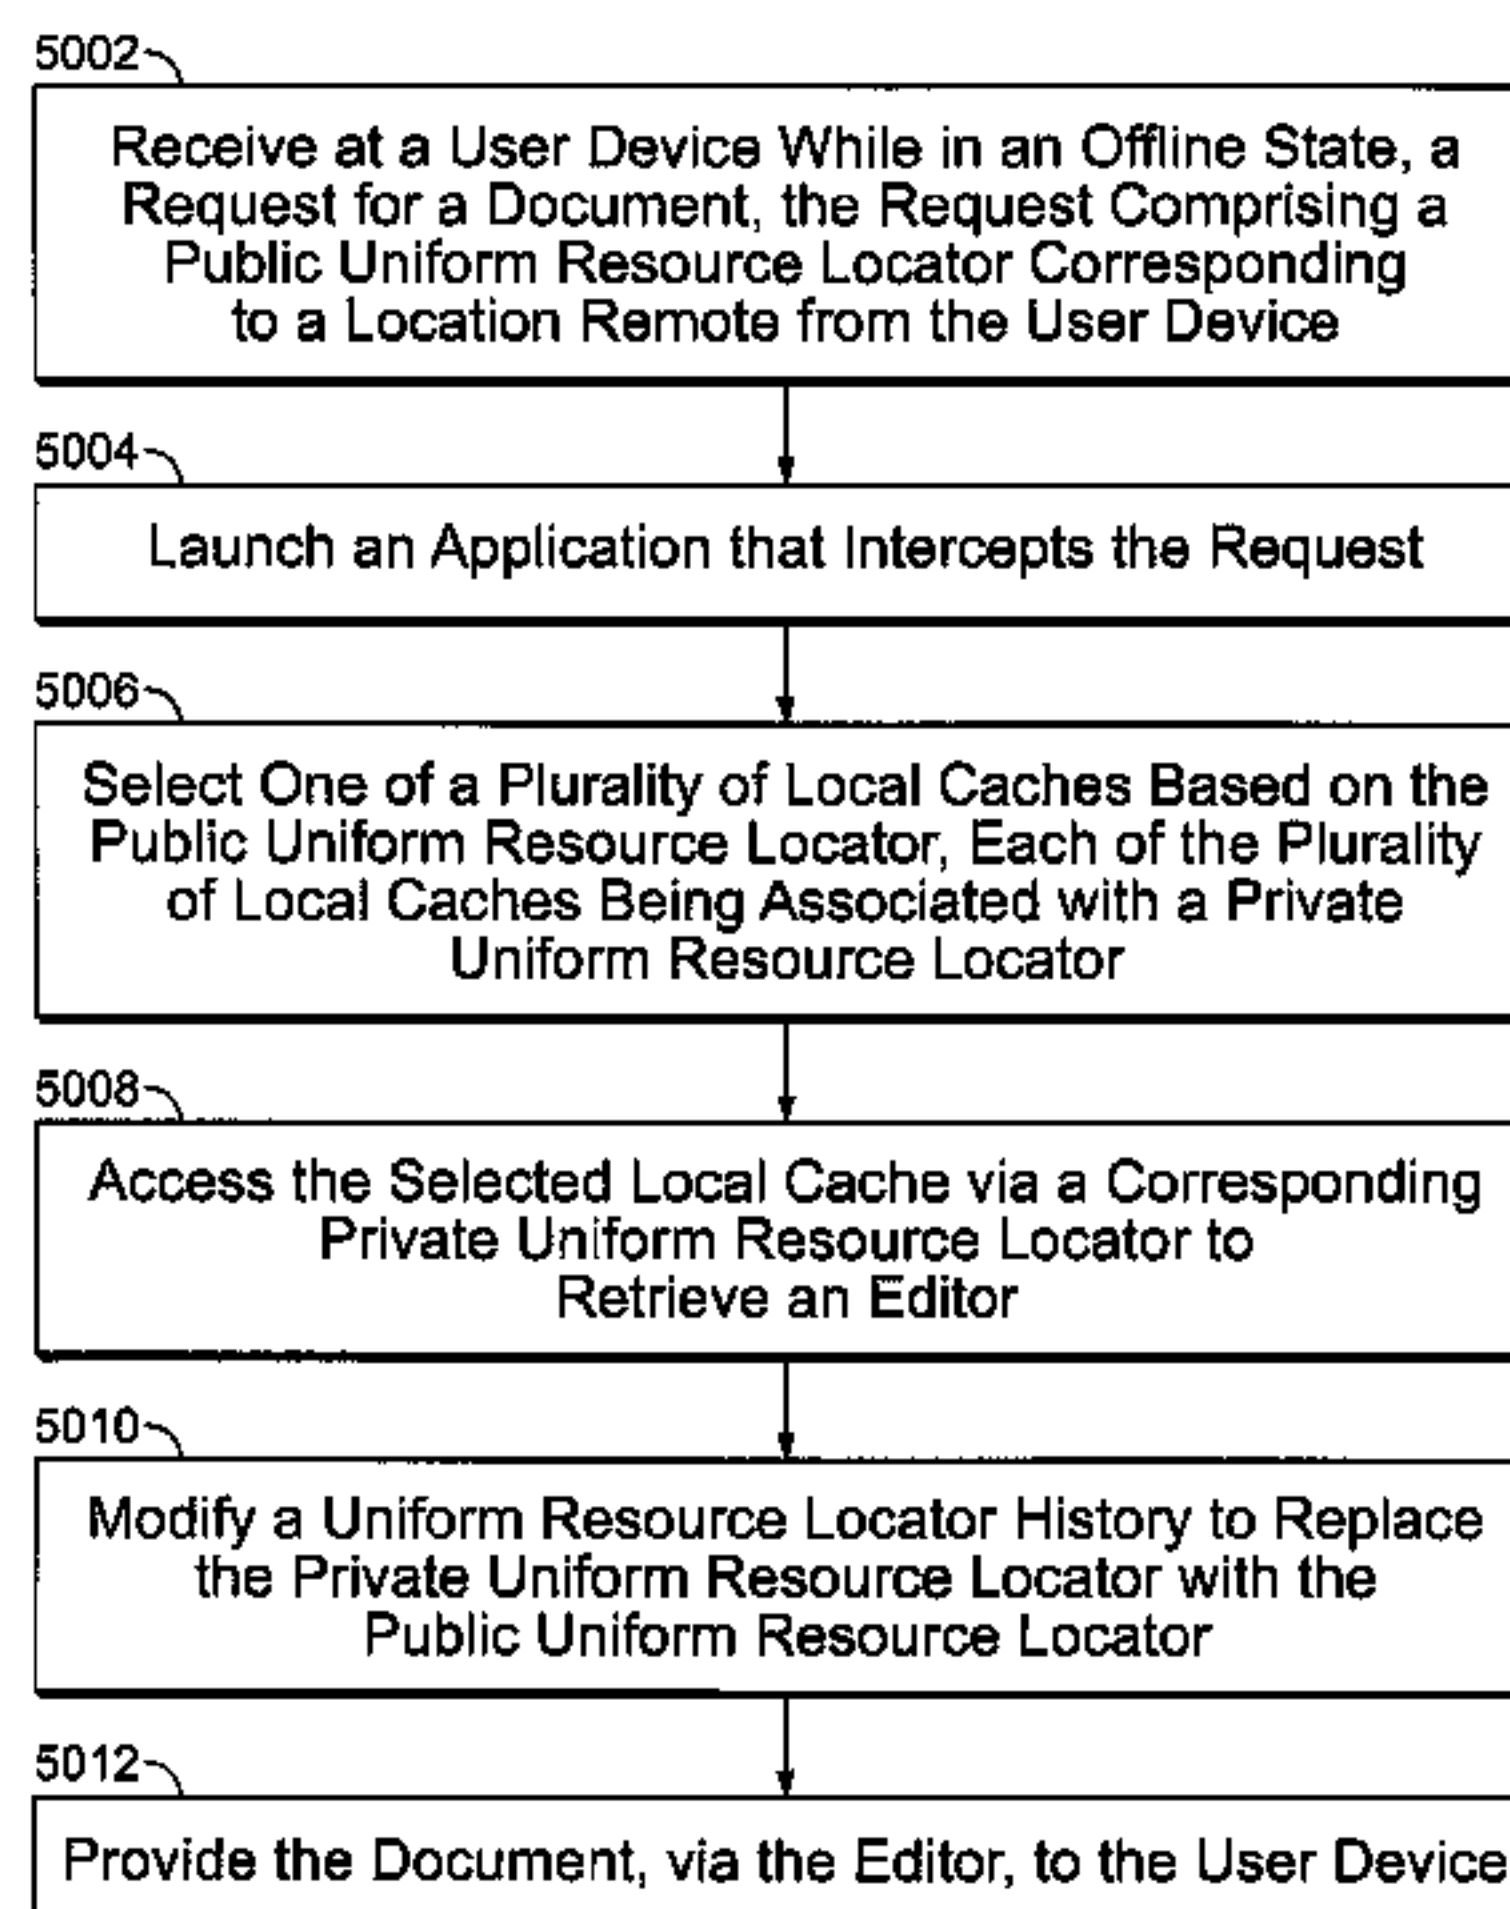 5002
Receive at a User Device While in an Offline State, a
Request for a Document, the Request Comprising a
Public Uniform Resource Locator Corresponding
to a Location Remote from the User Device
5004
Launch an Application that Intercepts the Request
5006
Select One of a Plurality of Local Caches Based on the
Public Uniform Resource Locator, Each of the Plurality
of Local Caches Being Associated with a Private
Uniform Resource Locator
5008
Access the Selected Local Cache via a Corresponding
Private Uniform Resource Locator to
Retrieve an Editor
5010
Modify a Uniform Resource Locator History to Replace
the Private Uniform Resource Locator with the
Public Uniform Resource Locator
5012
Provide the Document, via the Editor, to the User Device